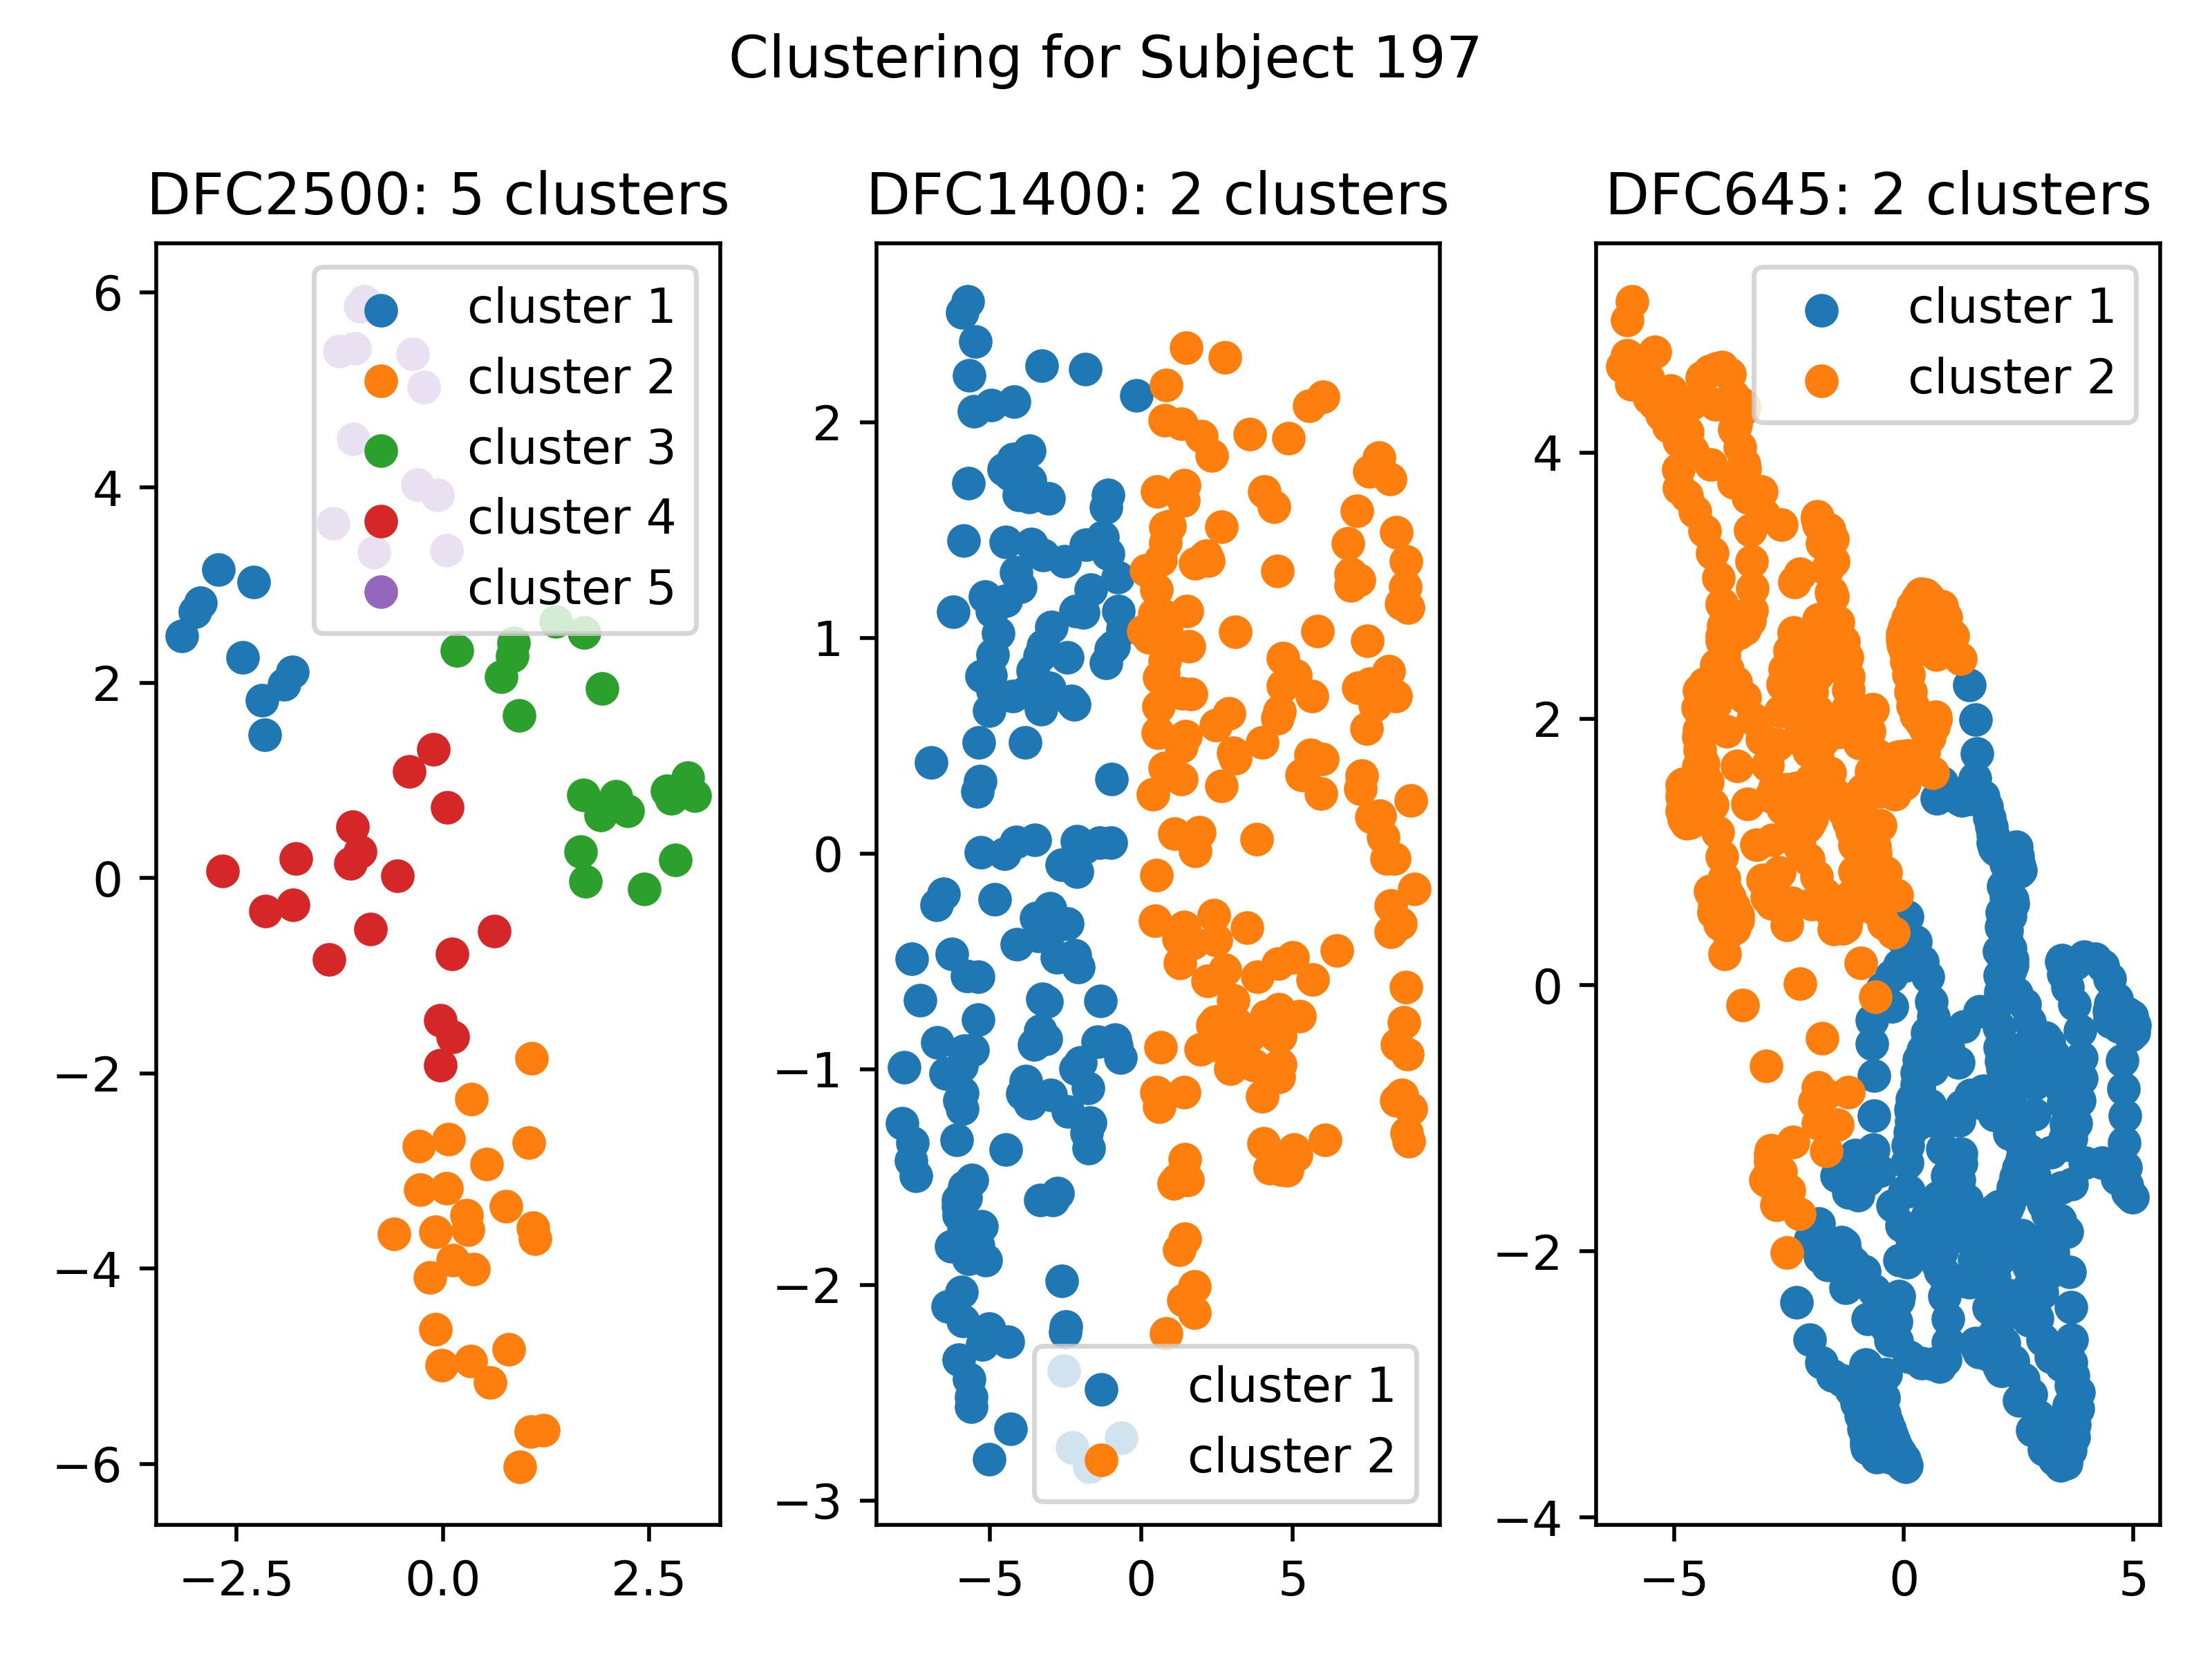 Clustering for Subject 197
DFC2500: 5 clusters
DFC1400: 2 clusters
DFC645: 2 clusters
cluster 1
cluster 2
cluster 3
cluster 4
cluster 5
6
4
2
0
−2
−4
−6
−2.5
0.0
2.5
cluster 1
cluster 2
2
1
0
−1
−2
−3
−5
0
5
cluster 1
cluster 2
4
2
0
−2
−4
−5
0
5